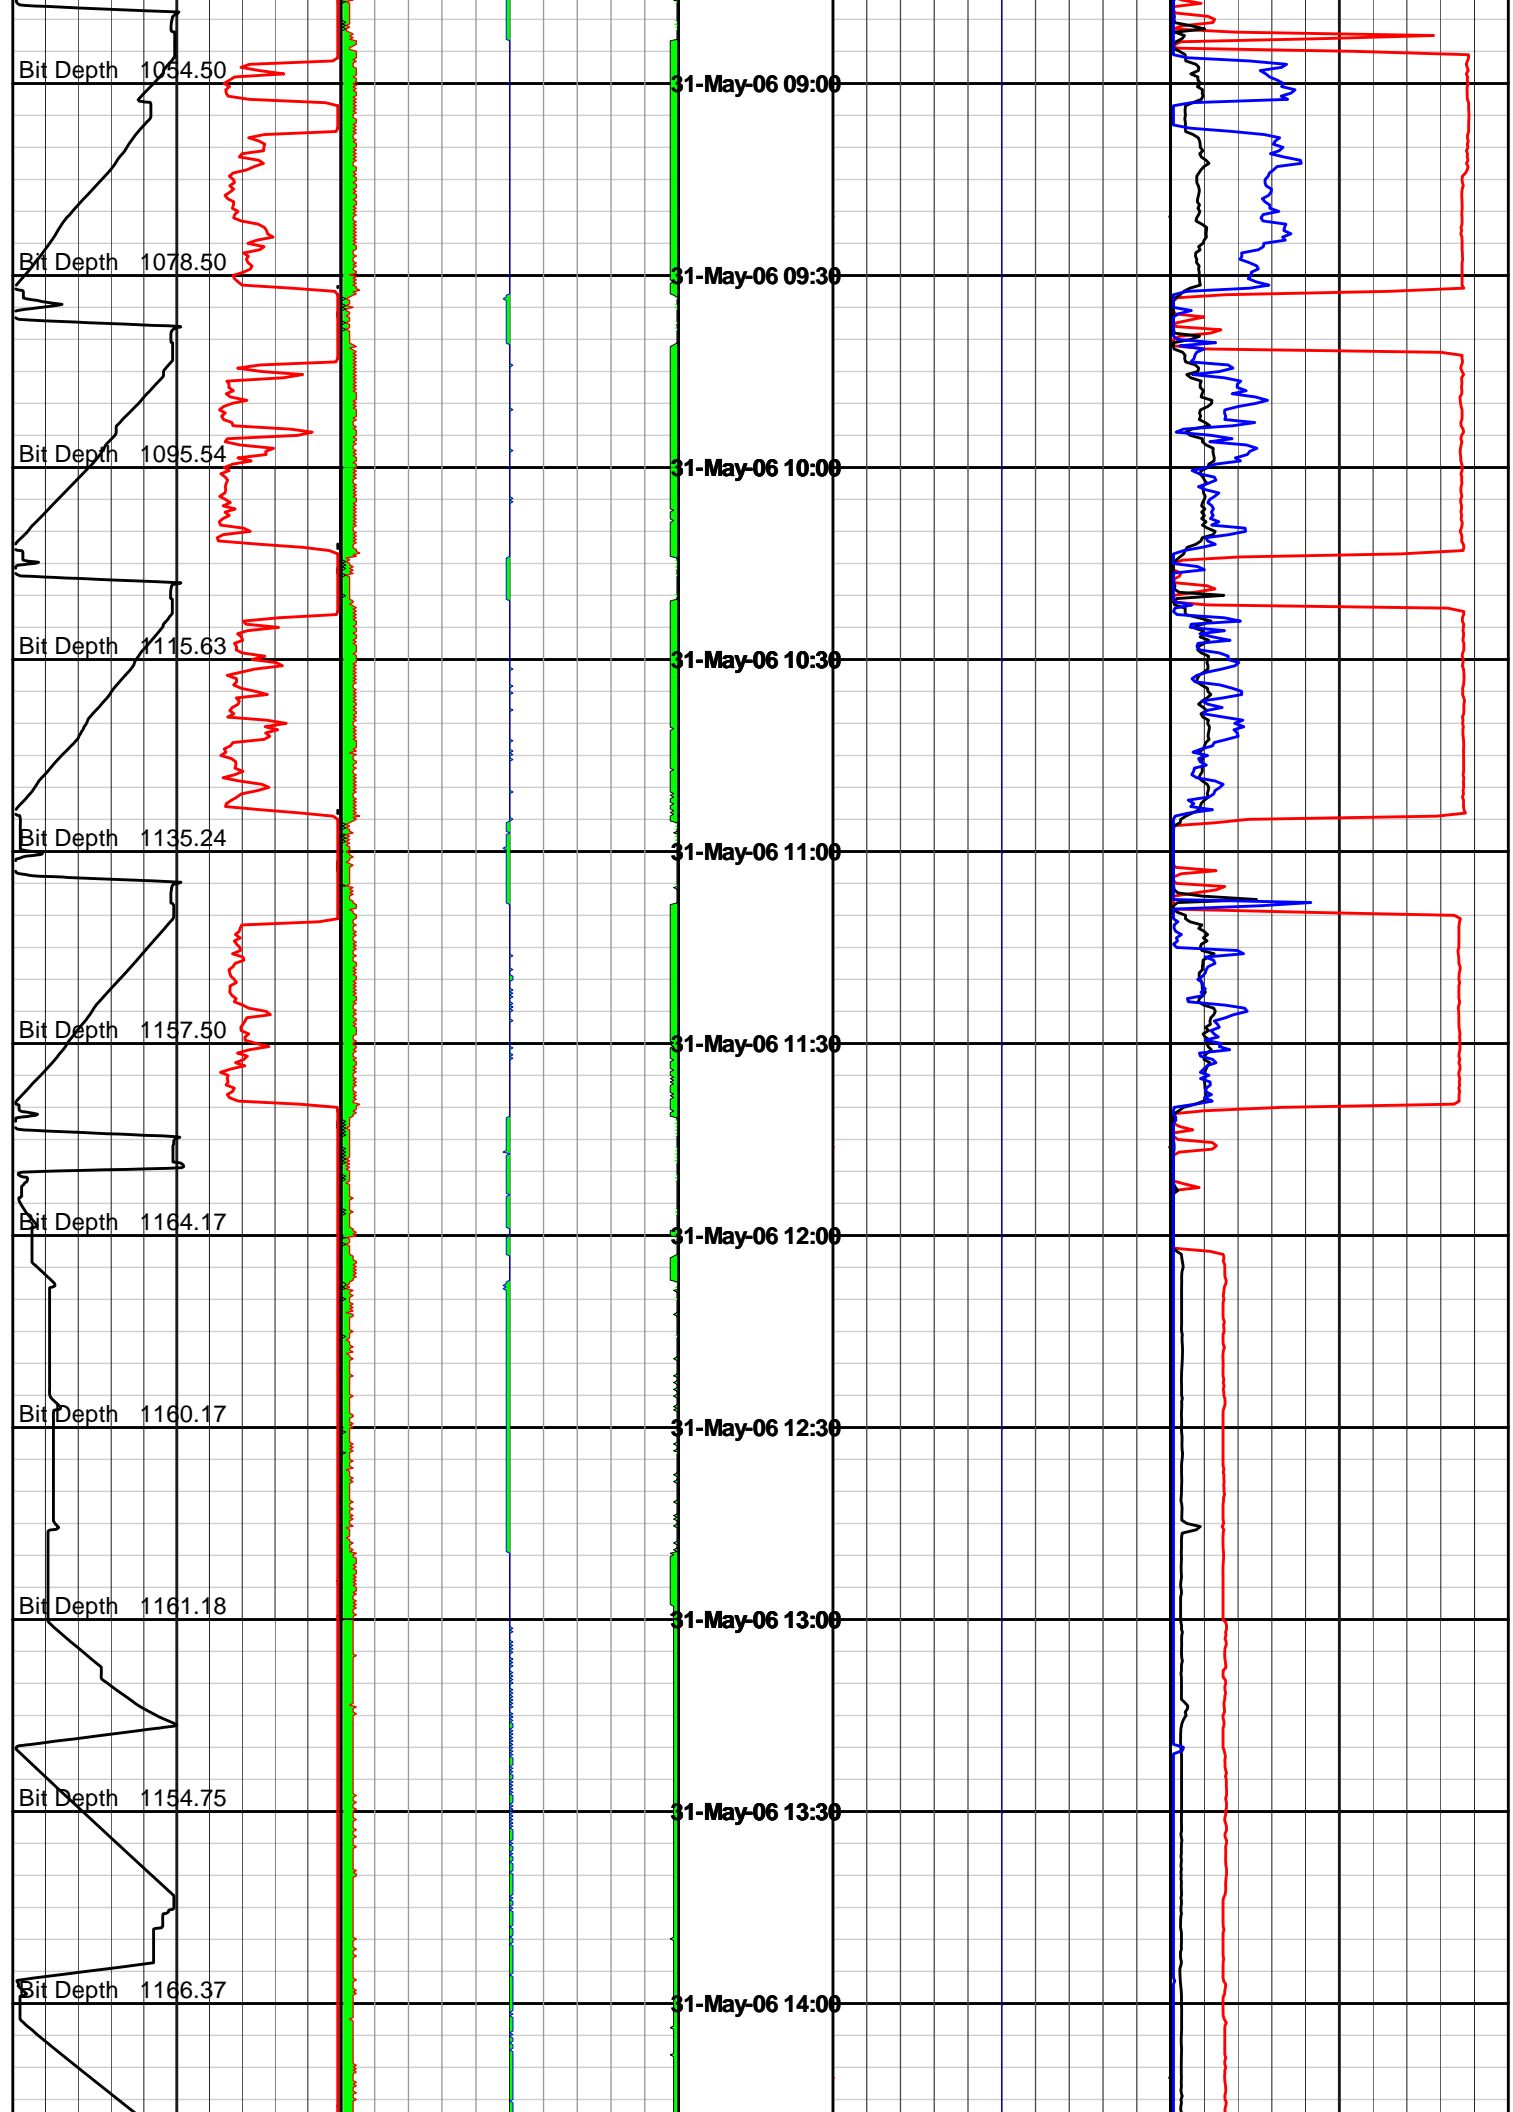 Bit Depth 1054.50
31-May-06 09:00
Bit Depth 1078.50
31-May-06 09:30
Bit Depth 1095.54
31-May-06 10:00
Bit Depth 1115.63
31-May-06 10:30
Bit Depth 1135.24
31-May-06 11:00
Bit Depth 1157.50
31-May-06 11:30
Bit Depth 1164.17
31-May-06 12:00
Bit Depth 1160.17
31-May-06 12:30
Bit Depth 1161.18
31-May-06 13:00
Bit Depth 1154.75
31-May-06 13:30
Bit Depth 1166.37
31-May-06 14:00